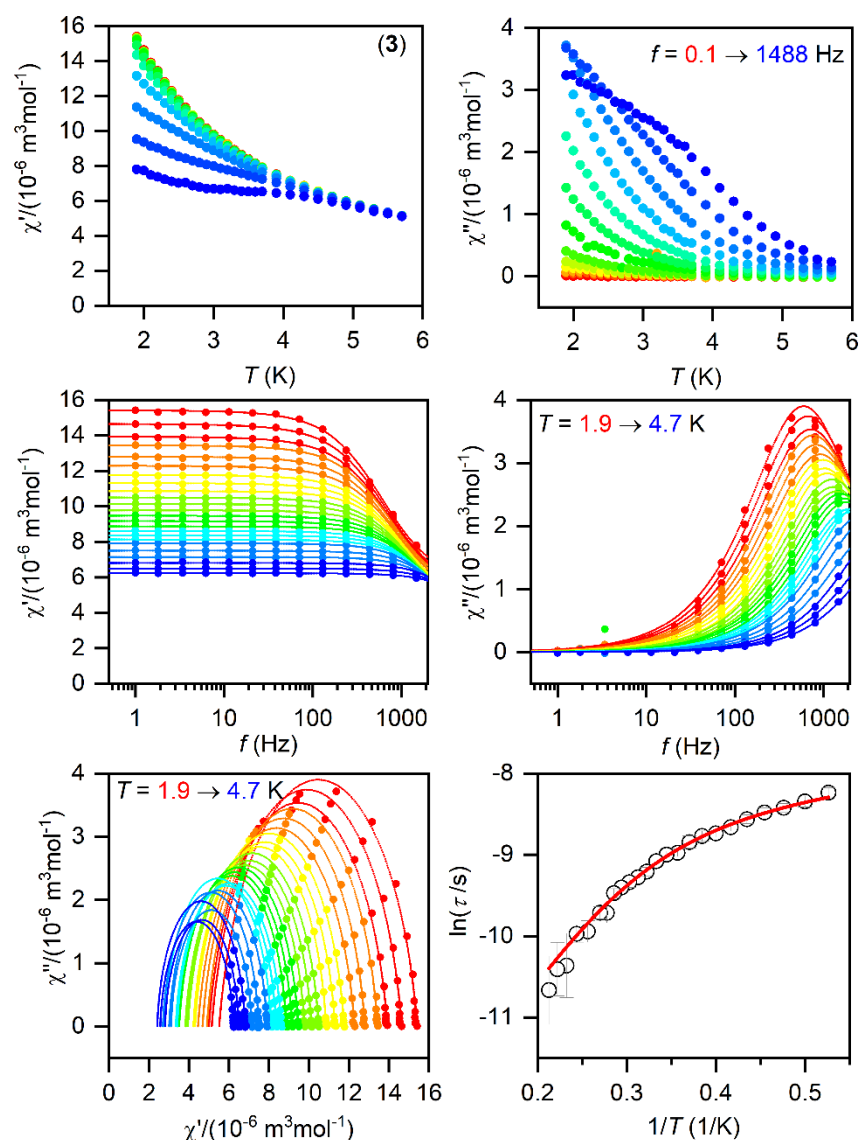 (3)
χ'/(10⁻⁶ m³mol⁻¹)
16
14
12
10
8
6
4
2
0
2 3 4 5 6
T (K)
f = 0.1 → 1488 Hz
χ''/(10⁻⁶ m³mol⁻¹)
4
3
2
1
0
2 3 4 5 6
T (K)
χ'/(10⁻⁶ m³mol⁻¹)
16
14
12
10
8
6
4
2
0
1 10 100 1000
f (Hz)
T = 1.9 → 4.7 K
χ''/(10⁻⁶ m³mol⁻¹)
4
3
2
1
0
1 10 100 1000
f (Hz)
T = 1.9 → 4.7 K
χ''/(10⁻⁶ m³mol⁻¹)
4
3
2
1
0
0 2 4 6 8 10 12 14 16
χ'/(10⁻⁶ m³mol⁻¹)
ln(τ/s)
-8
-9
-10
-11
0.2 0.3 0.4 0.5
1/T (1/K)